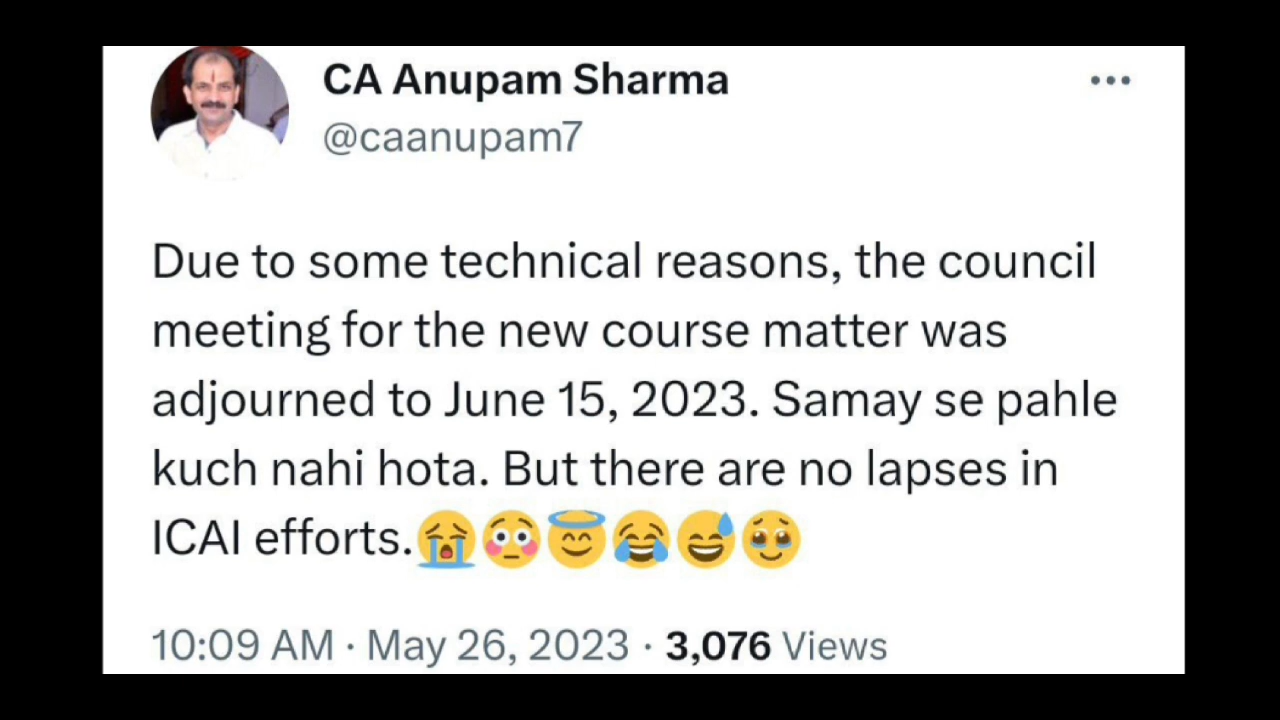 CA Anupam Sharma
@caanupam7
Due to some technical reasons, the council
meeting for the new course matter was
adjourned to June 15, 2023. Samay se pahle
kuch nahi hota. But there are no lapses in
ICAI efforts.😭😳😇😂😅🥹
10:09 AM · May 26, 2023 · 3,076 Views